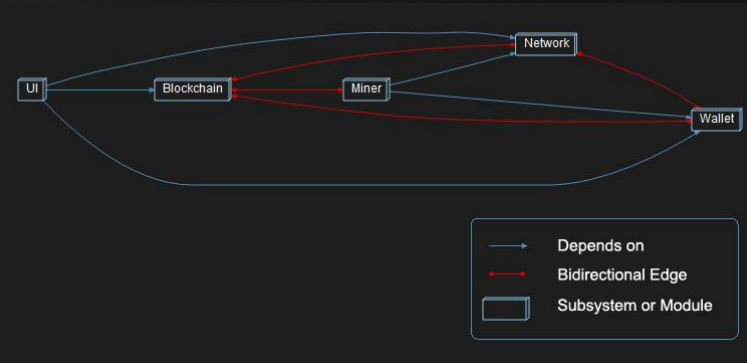 Network
UI
Blockchain
Miner
Wallet
Depends on
Bidirectional Edge
Subsystem or Module